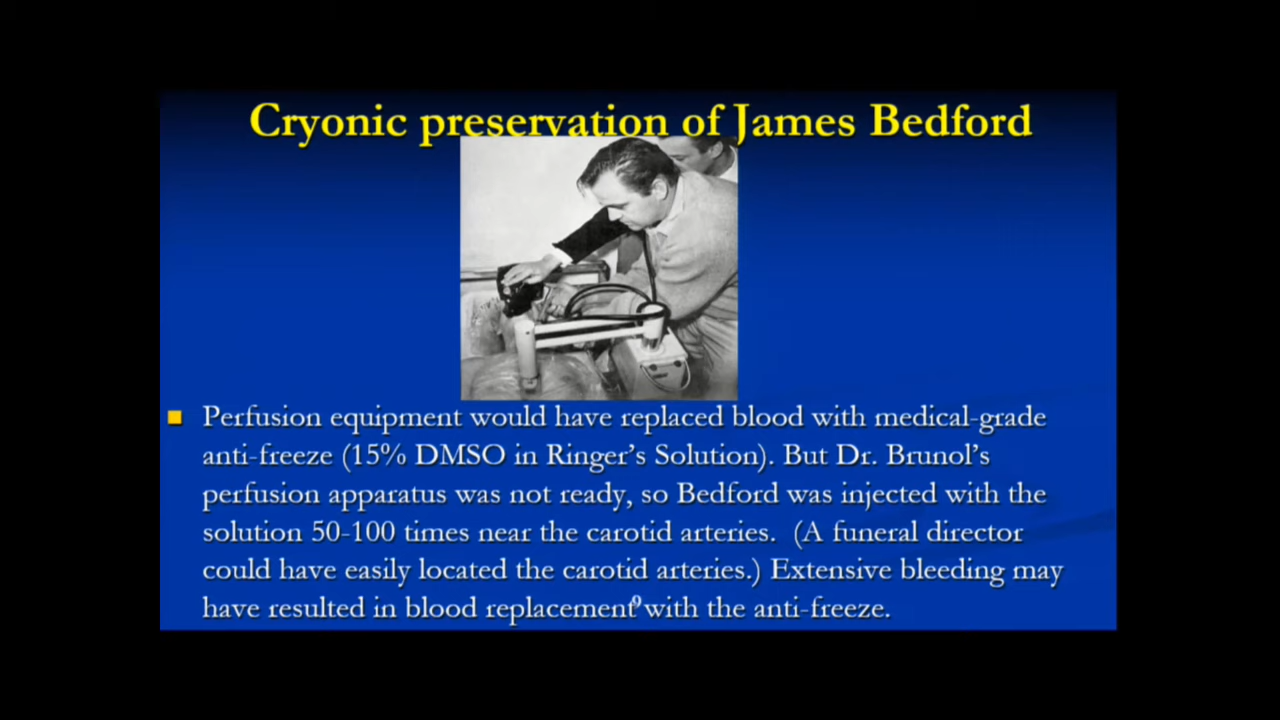 Cryonic preservation of James Bedford
Perfusion equipment would have replaced blood with medical-grade
anti-freeze (15% DMSO in Ringer's Solution). But Dr. Brunol's
perfusion apparatus was not ready, so Bedford was injected with the
solution 50-100 times near the carotid arteries. (A funeral director
could have easily located the carotid arteries.) Extensive bleeding may
have resulted in blood replacement with the anti-freeze.
9